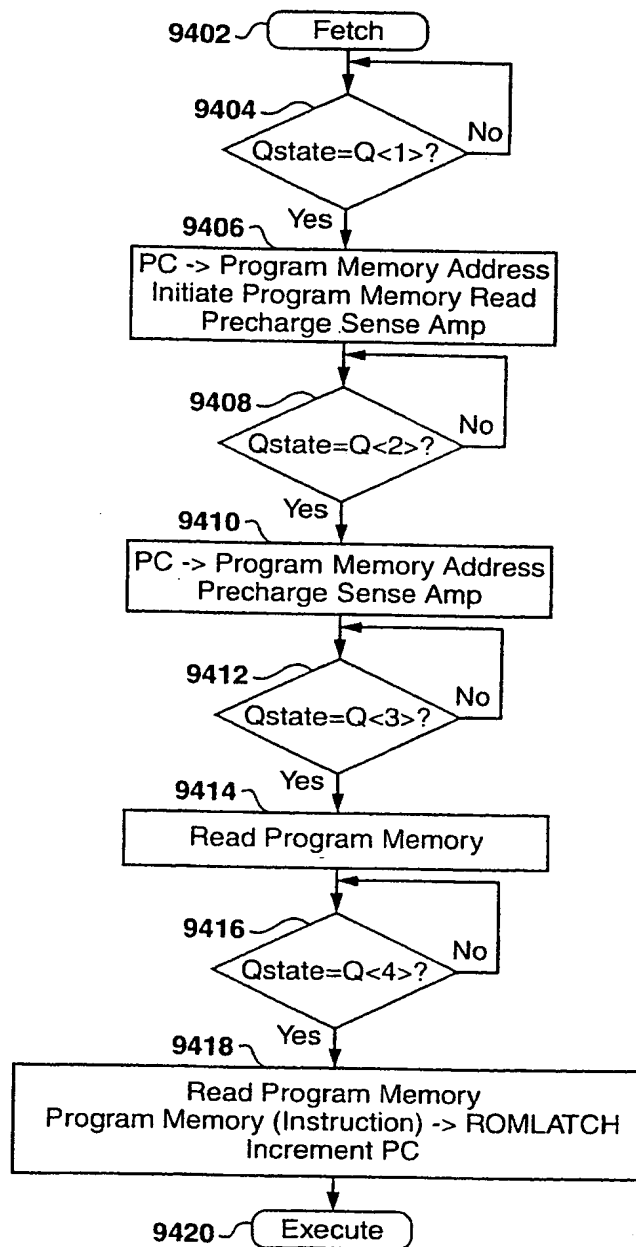 9402 Fetch
9404
Qstate=Q<1>?
No
Yes
9406
PC -> Program Memory Address
Initiate Program Memory Read
Precharge Sense Amp
9408
Qstate=Q<2>?
No
Yes
9410
PC -> Program Memory Address
Precharge Sense Amp
9412
Qstate=Q<3>?
No
Yes
9414
Read Program Memory
9416
Qstate=Q<4>?
No
Yes
9418
Read Program Memory
Program Memory (Instruction) -> ROMLATCH
Increment PC
9420 Execute